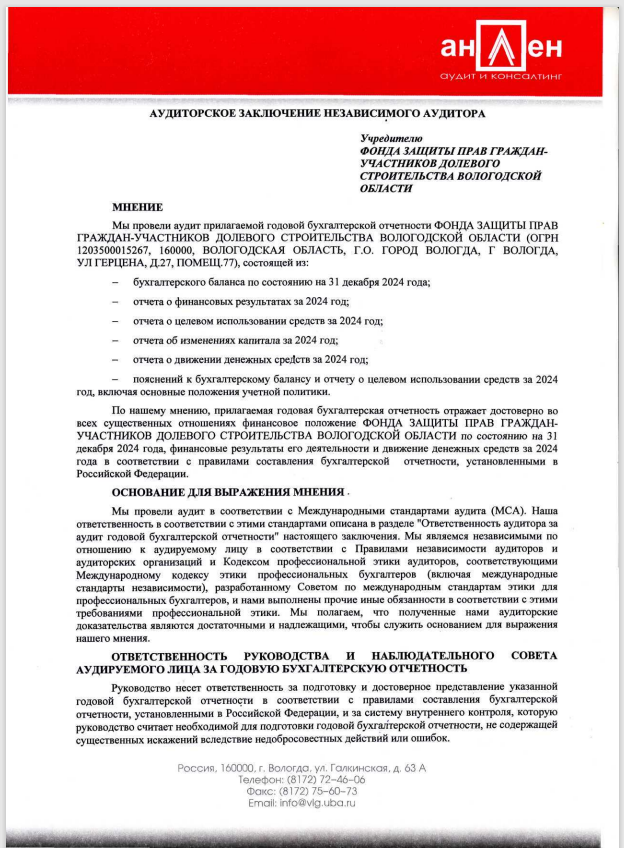 анлен
аудит и консалтинг
АУДИТОРСКОЕ ЗАКЛЮЧЕНИЕ НЕЗАВИСИМОГО АУДИТОРА
Учредителю
ФОНДА ЗАЩИТЫ ПРАВ ГРАЖДАН-
УЧАСТНИКОВ ДОЛЕВОГО
СТРОИТЕЛЬСТВА ВОЛОГОДСКОЙ
ОБЛАСТИ
МНЕНИЕ
Мы провели аудит прилагаемой годовой бухгалтерской отчетности ФОНДА ЗАЩИТЫ ПРАВ
ГРАЖДАН-УЧАСТНИКОВ ДОЛЕВОГО СТРОИТЕЛЬСТВА ВОЛОГОДСКОЙ ОБЛАСТИ (ОГРН
1203500015267, 160000, ВОЛОГОДСКАЯ ОБЛАСТЬ, Г.О. ГОРОД ВОЛОГДА, Г ВОЛОГДА,
УЛ ГЕРЦЕНА, Д.27, ПОМЕЩ.77), состоящей из:
– бухгалтерского баланса по состоянию на 31 декабря 2024 года;
– отчета о финансовых результатах за 2024 год;
– отчета о целевом использовании средств за 2024 год;
– отчета об изменениях капитала за 2024 год;
– отчета о движении денежных средств за 2024 год;
– пояснений к бухгалтерскому балансу и отчету о целевом использовании средств за 2024
год, включая основные положения учетной политики.
По нашему мнению, прилагаемая годовая бухгалтерская отчетность отражает достоверно во
всех существенных отношениях финансовое положение ФОНДА ЗАЩИТЫ ПРАВ ГРАЖДАН-
УЧАСТНИКОВ ДОЛЕВОГО СТРОИТЕЛЬСТВА ВОЛОГОДСКОЙ ОБЛАСТИ по состоянию на 31
декабря 2024 года, финансовые результаты его деятельности и движение денежных средств за 2024
года в соответствии с правилами составления бухгалтерской отчетности, установленными в
Российской Федерации.
ОСНОВАНИЕ ДЛЯ ВЫРАЖЕНИЯ МНЕНИЯ
Мы провели аудит в соответствии с Международными стандартами аудита (МСА). Наша
ответственность в соответствии с этими стандартами описана в разделе "Ответственность аудитора за
аудит годовой бухгалтерской отчетности" настоящего заключения. Мы являемся независимыми по
отношению к аудируемому лицу в соответствии с Правилами независимости аудиторов и
аудиторских организаций и Кодексом профессиональной этики аудиторов, соответствующими
Международному кодексу этики профессиональных бухгалтеров (включая международные
стандарты независимости), разработанному Советом по международным стандартам этики для
профессиональных бухгалтеров, и нами выполнены прочие иные обязанности в соответствии с этими
требованиями профессиональной этики. Мы полагаем, что полученные нами аудиторские
доказательства являются достаточными и надлежащими, чтобы служить основанием для выражения
нашего мнения.
ОТВЕТСТВЕННОСТЬ РУКОВОДСТВА И НАБЛЮДАТЕЛЬНОГО СОВЕТА
АУДИРУЕМОГО ЛИЦА ЗА ГОДОВУЮ БУХГАЛТЕРСКУЮ ОТЧЕТНОСТЬ
Руководство несет ответственность за подготовку и достоверное представление указанной
годовой бухгалтерской отчетности в соответствии с правилами составления бухгалтерской
отчетности, установленными в Российской Федерации, и за систему внутреннего контроля, которую
руководство считает необходимой для подготовки годовой бухгалтерской отчетности, не содержащей
существенных искажений вследствие недобросовестных действий или ошибок.
Россия, 160000, г. Вологда, ул. Галкинская, д. 63 А
Телефон: (8172) 72-46-06
Факс: (8172) 75-60-73
Email: info@vlg.uba.ru